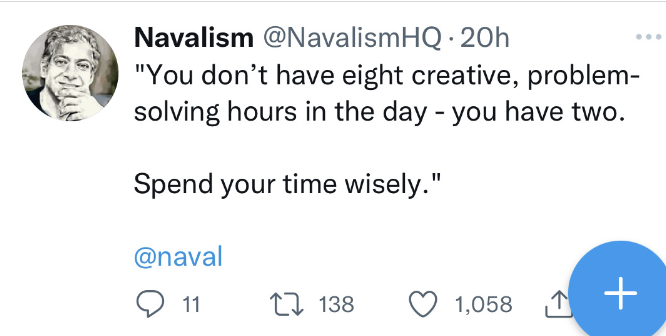 Navalism @NavalismHQ · 20h
"You don’t have eight creative, problem-
solving hours in the day - you have two.
Spend your time wisely."
@naval
11 138 1,058